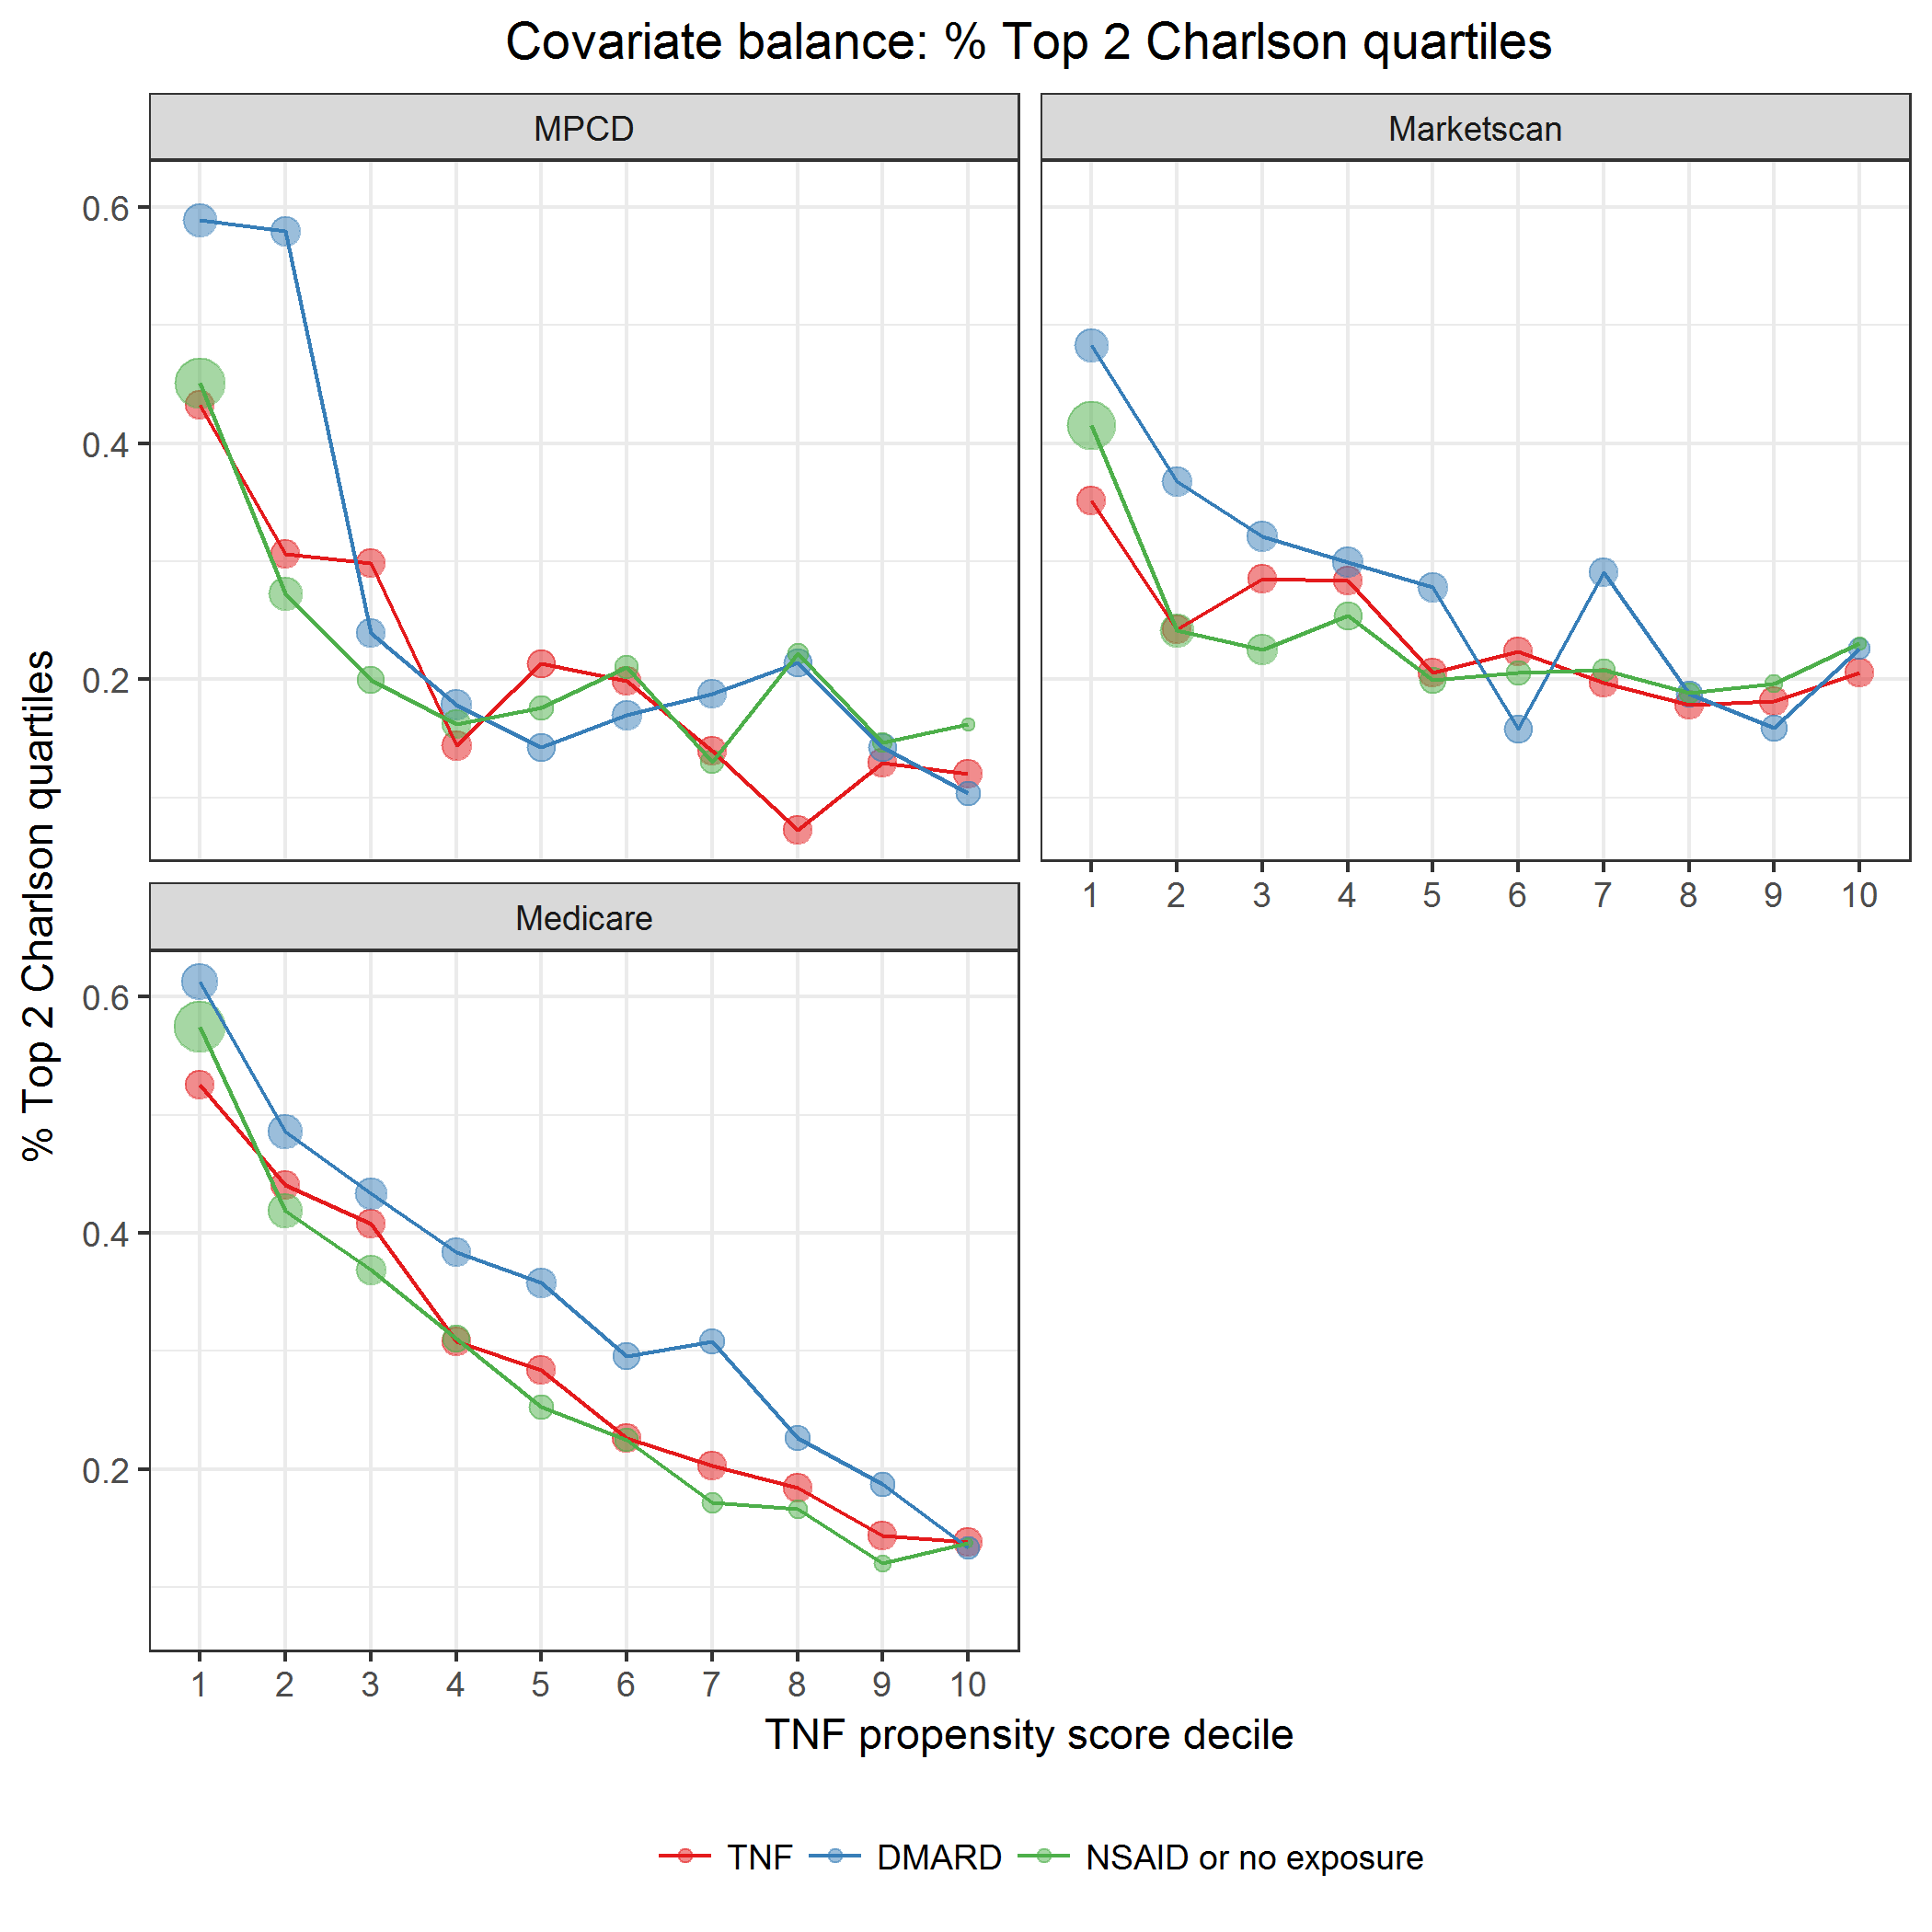 Covariate balance: % Top 2 Charlson quartiles
MPCD
Marketscan
0.6
0.4
0.2
1 2 3 4 5 6 7 8 9 10
Medicare
0.6
0.4
0.2
1 2 3 4 5 6 7 8 9 10
% Top 2 Charlson quartiles
TNF propensity score decile
TNF DMARD NSAID or no exposure